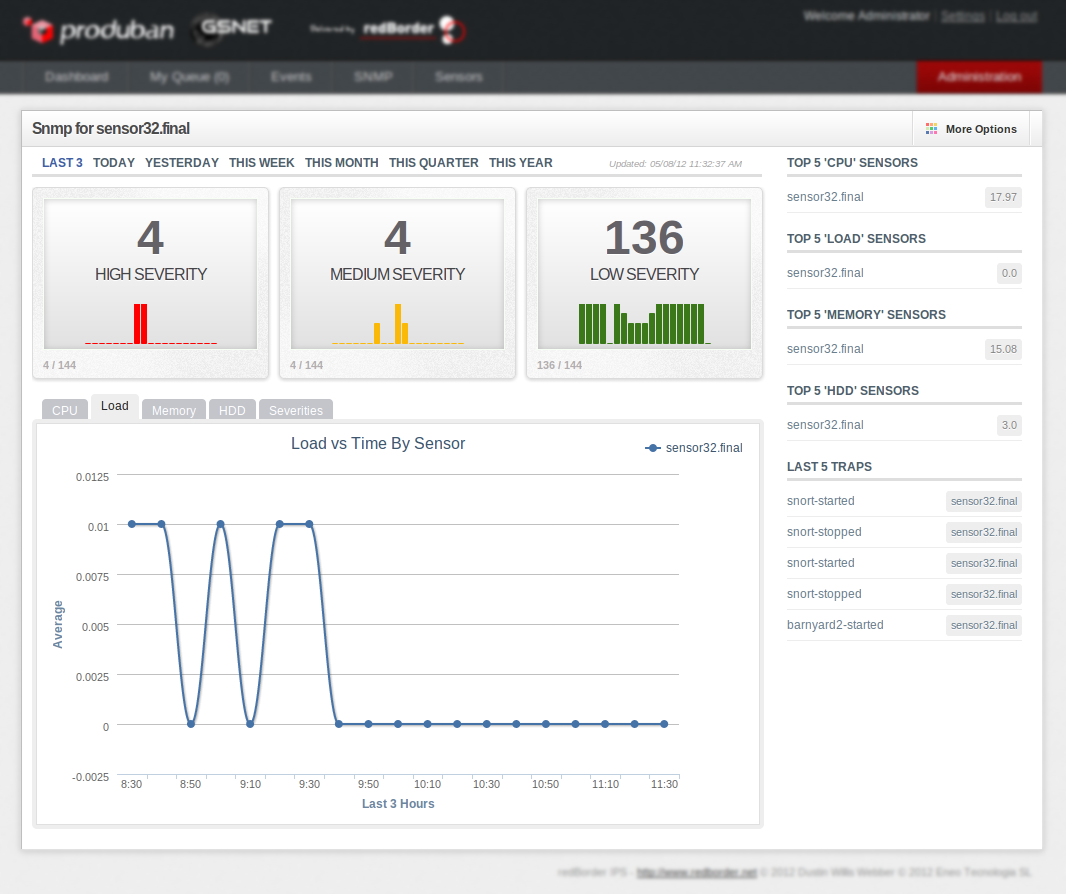 produban GSNET Powered by redBorder
Welcome Administrator | Settings | Log out
Dashboard My Queue (0) Events SNMP Sensors Administration
Snmp for sensor32.final
More Options
LAST 3 TODAY YESTERDAY THIS WEEK THIS MONTH THIS QUARTER THIS YEAR
Updated: 05/08/12 11:32:37 AM
4
HIGH SEVERITY
4 / 144
4
MEDIUM SEVERITY
4 / 144
136
LOW SEVERITY
136 / 144
CPU Load Memory HDD Severities
Load vs Time By Sensor
sensor32.final
0.0125
0.01
0.0075
0.005
0.0025
0
-0.0025
Average
8:30 8:50 9:10 9:30 9:50 10:10 10:30 10:50 11:10 11:30
Last 3 Hours
TOP 5 'CPU' SENSORS
sensor32.final 17.97
TOP 5 'LOAD' SENSORS
sensor32.final 0.0
TOP 5 'MEMORY' SENSORS
sensor32.final 15.08
TOP 5 'HDD' SENSORS
sensor32.final 3.0
LAST 5 TRAPS
snort-started sensor32.final
snort-stopped sensor32.final
snort-started sensor32.final
snort-stopped sensor32.final
barnyard2-started sensor32.final
redBorder IPS - http://www.redborder.net © 2012 Dustin Willis Webber © 2012 Eneo Tecnologia SL